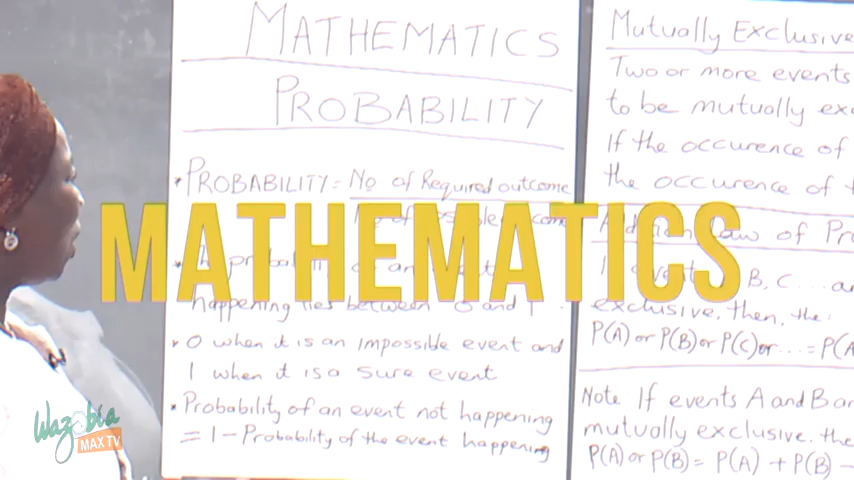 MATHEMATICS
PROBABILITY
* PROBABILITY = No of Required outcome
happening lies between 0 and 1.
* 0 when it is an impossible event and
1 when it is a sure event
* Probability of an event not happening
= 1 - Probability of the event happening
Mutually Exclusive
Two or more events
to be mutually
If the occurence of
the occurence of
Addition Law of
B, C ... 
exclusive, then, the
P(A) or P(B) or P(C) or .... =
Note If events A and B
mutually exclusive. the
P(A) or P(B) = P(A) + P(B) -
MATHEMATICS
Wazobia
MAX TV